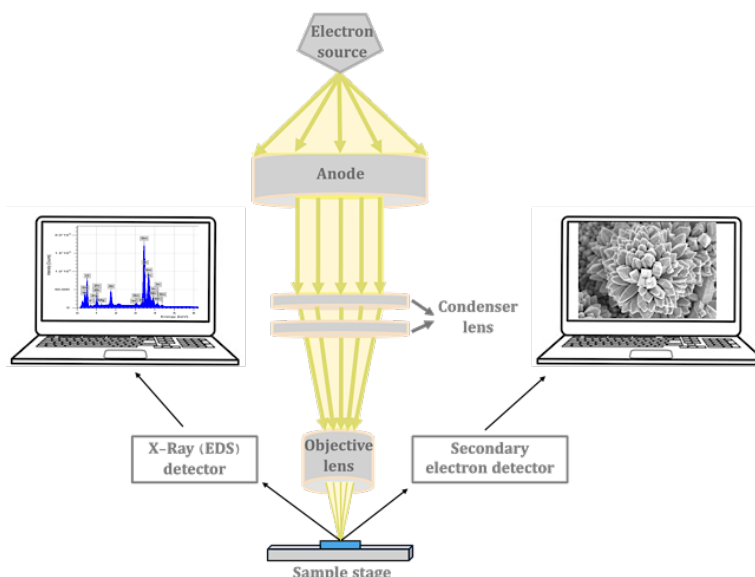 Electron
source
Anode
Condenser
lens
Objective
lens
X-Ray (EDS)
detector
Secondary
electron detector
Sample stage